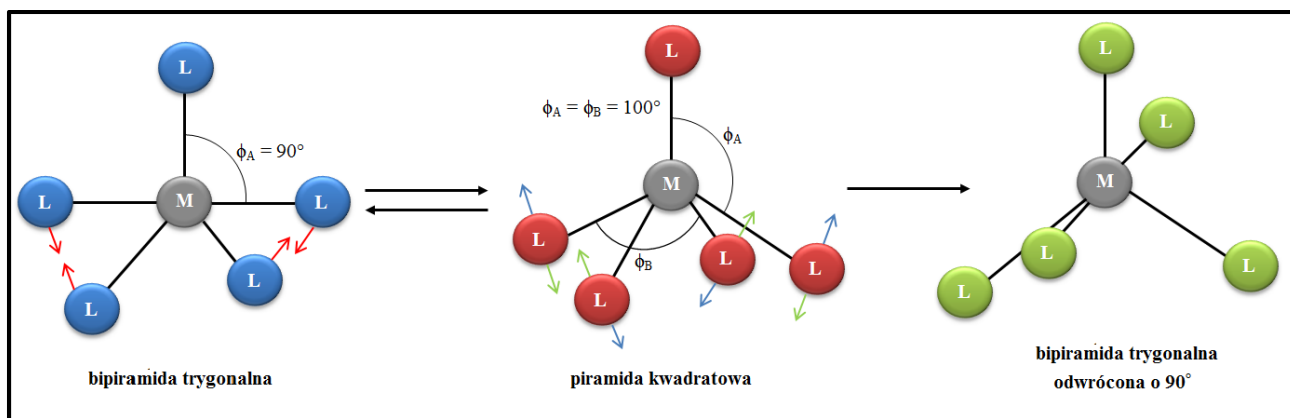 L
L
L
M
L
L
ϕA = 90°
bipiramida trygonalna
L
ϕA = ϕB = 100°
ϕA
M
L
L
L
L
ϕB
piramida kwadratowa
L
L
M
L
L
L
bipiramida trygonalna
odwrócona o 90°